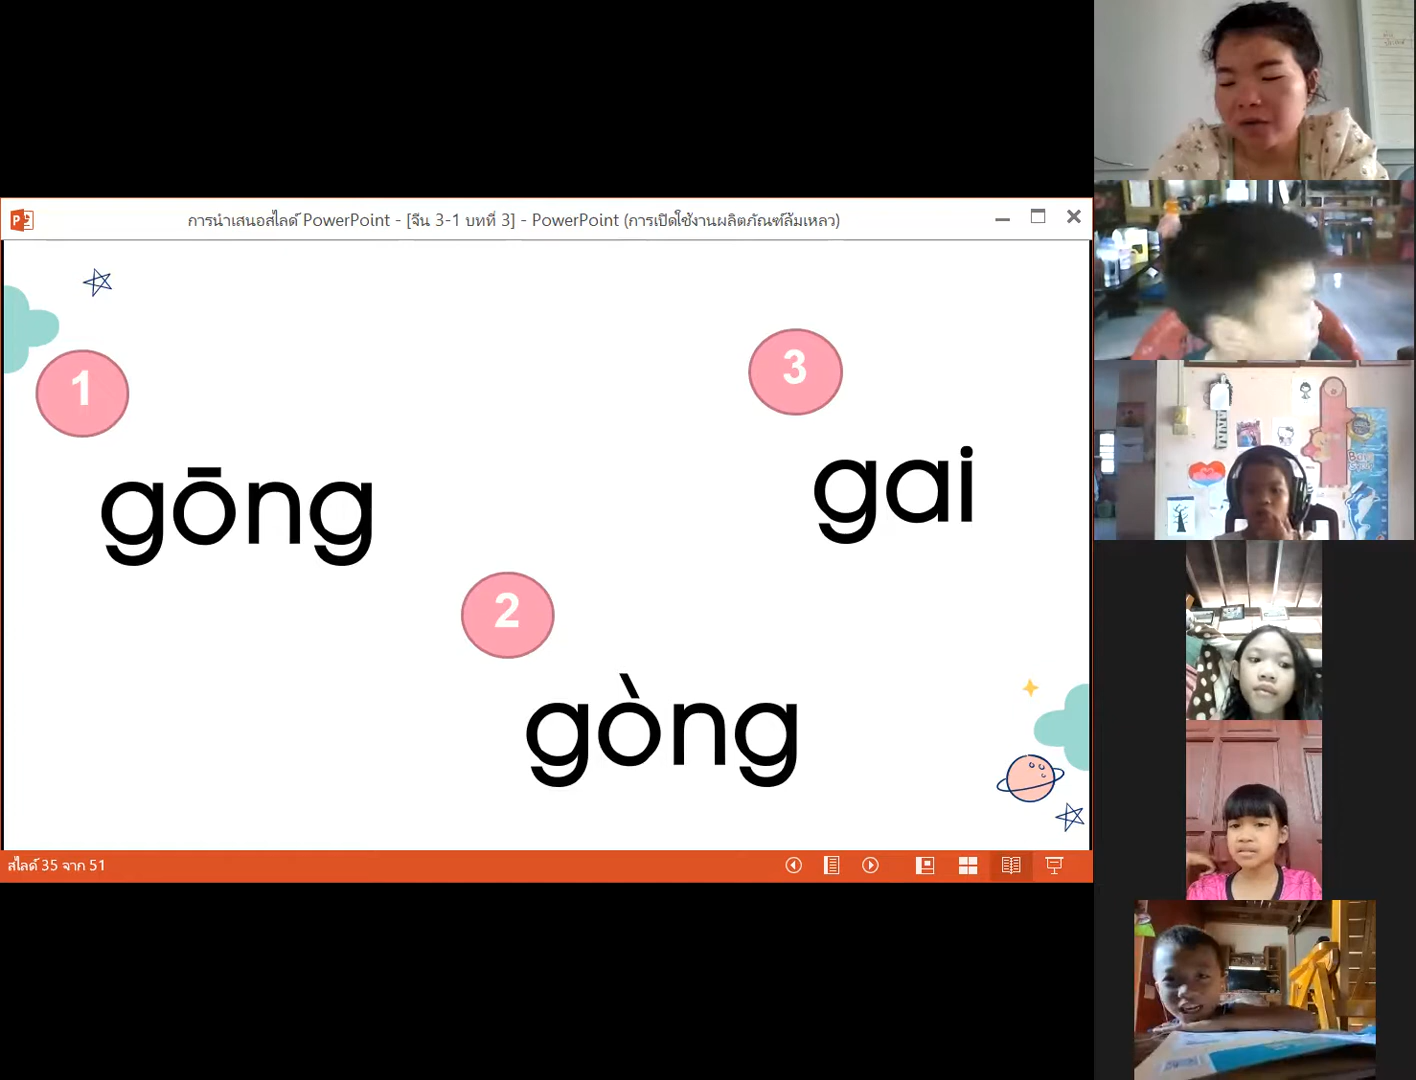 การนำเสนอสไลด์ PowerPoint - [จีน 3-1 บทที่ 3] - PowerPoint (การเปิดใช้งานผลิตภัณฑ์ล้มเหลว)
1
gōng
3
gai
2
gòng
สไลด์ 35 จาก 51